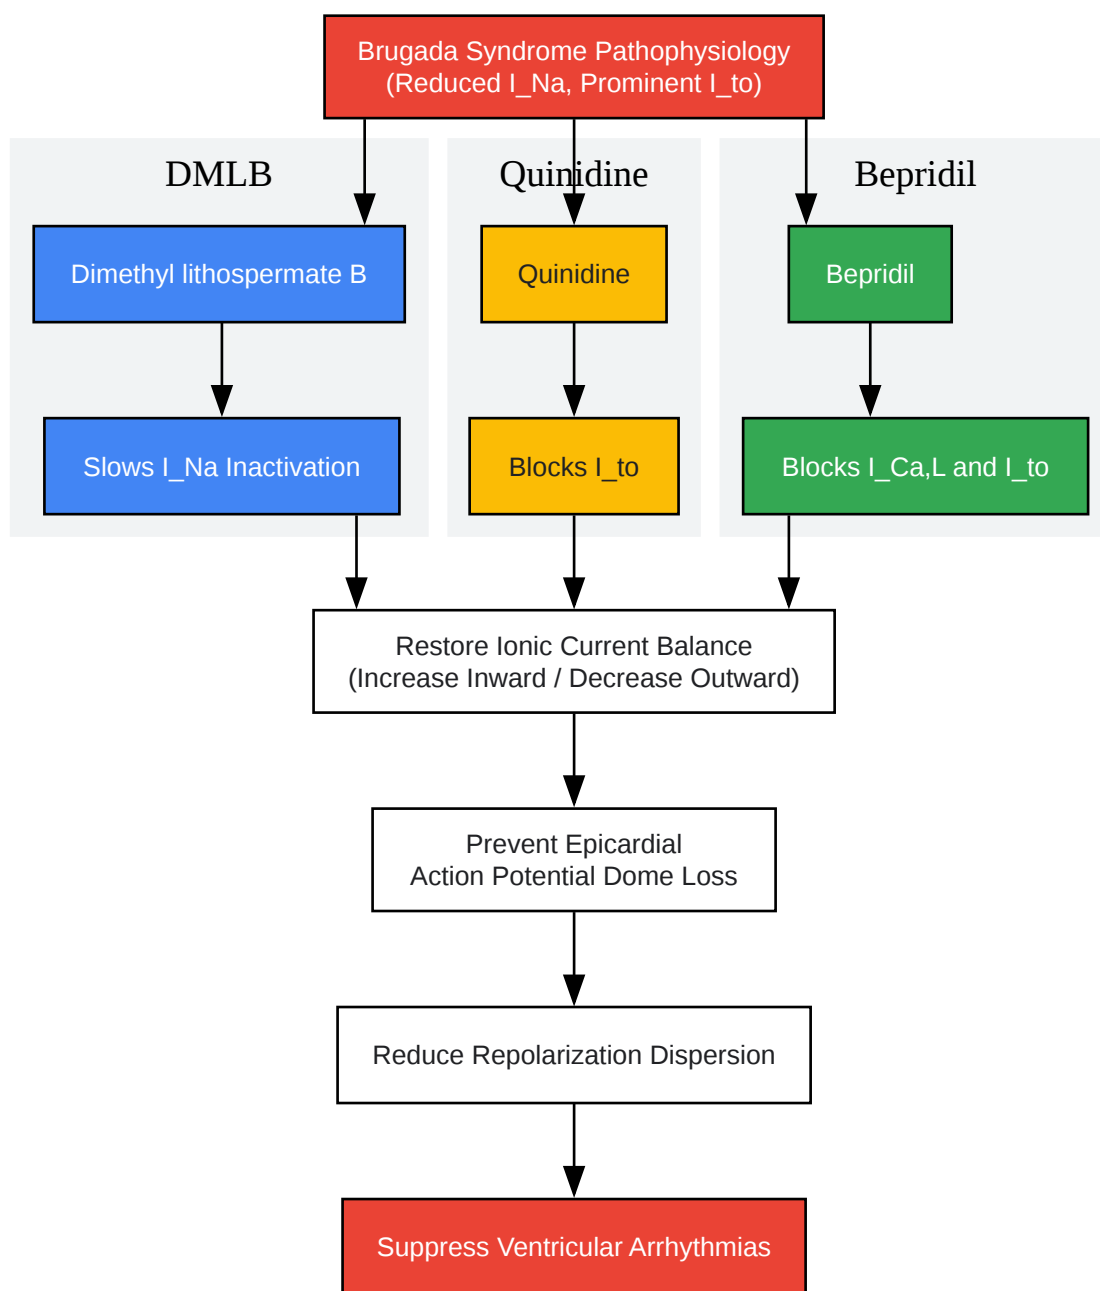 Brugada Syndrome Pathophysiology
(Reduced I_Na, Prominent I_to)
DMLB
Quinidine
Bepridil
Dimethyl lithospermate B
Quinidine
Bepridil
Slows I_Na Inactivation
Blocks I_to
Blocks I_Ca,L and I_to
Restore Ionic Current Balance
(Increase Inward / Decrease Outward)
Prevent Epicardial
Action Potential Dome Loss
Reduce Repolarization Dispersion
Suppress Ventricular Arrhythmias